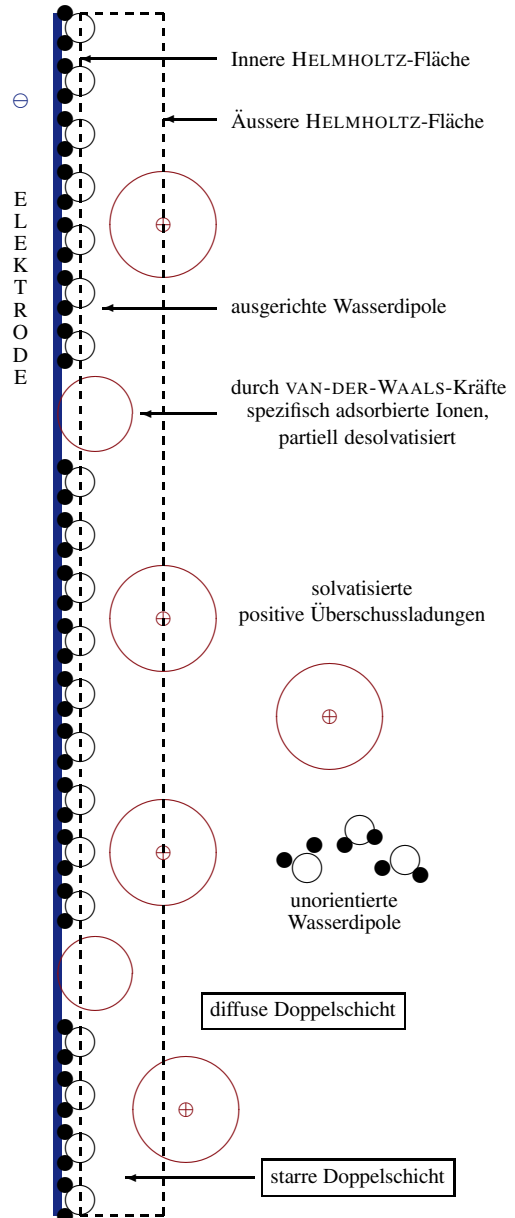 Innere HELMHOLTZ-Fläche
⊖
Äussere HELMHOLTZ-Fläche
ELEKTRODE
ausgerichte Wasserdipole
durch VAN-DER-WAALS-Kräfte
spezifisch adsorbierte Ionen,
partiell desolvatisiert
solvatisierte
positive Überschussladungen
unorientierte
Wasserdipole
diffuse Doppelschicht
starre Doppelschicht